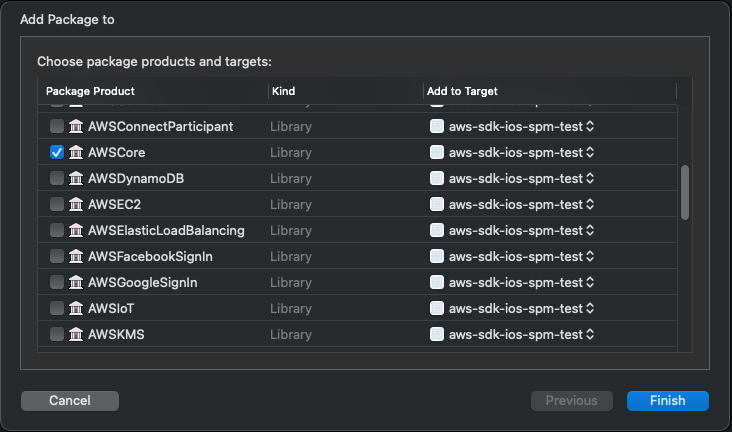 Add Package to
Choose package products and targets:
Package Product Kind Add to Target
AWSConnectParticipant Library aws-sdk-ios-spm-test
AWSCore Library aws-sdk-ios-spm-test
AWSDynamoDB Library aws-sdk-ios-spm-test
AWSEC2 Library aws-sdk-ios-spm-test
AWSElasticLoadBalancing Library aws-sdk-ios-spm-test
AWSFacebookSignIn Library aws-sdk-ios-spm-test
AWSGoogleSignIn Library aws-sdk-ios-spm-test
AWSIoT Library aws-sdk-ios-spm-test
AWSKMS Library aws-sdk-ios-spm-test
Cancel Previous Finish